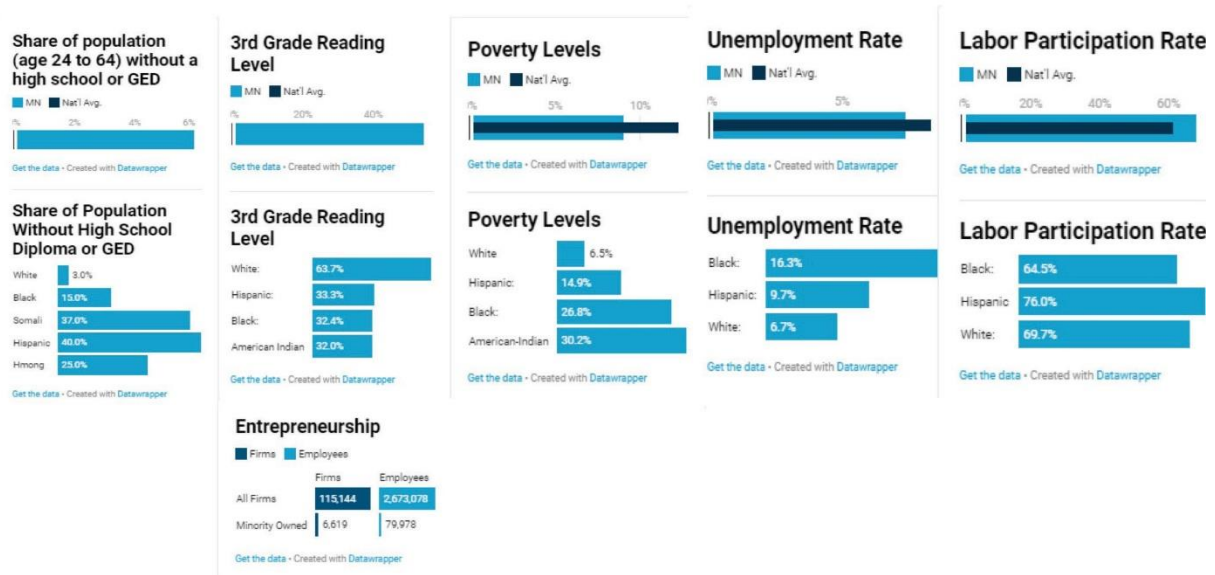 Share of population
(age 24 to 64) without a
high school or GED
MN Nat'l Avg.
% 2% 4% 6%
Get the data • Created with Datawrapper
3rd Grade Reading
Level
MN Nat'l Avg.
% 20% 40%
Get the data • Created with Datawrapper
Poverty Levels
MN Nat'l Avg.
% 5% 10%
Get the data • Created with Datawrapper
Unemployment Rate
MN Nat'l Avg.
% 5%
Get the data • Created with Datawrapper
Labor Participation Rate
MN Nat'l Avg.
% 20% 40% 60%
Get the data • Created with Datawrapper
Share of Population
Without High School
Diploma or GED
White 3.0%
Black 15.0%
Somali 37.0%
Hispanic 40.0%
Hmong 25.0%
Get the data • Created with Datawrapper
3rd Grade Reading
Level
White: 63.7%
Hispanic: 33.3%
Black: 32.4%
American Indian 32.0%
Get the data • Created with Datawrapper
Poverty Levels
White 6.5%
Hispanic: 14.9%
Black: 26.8%
American-Indian 30.2%
Get the data • Created with Datawrapper
Unemployment Rate
Black: 16.3%
Hispanic: 9.7%
White: 6.7%
Get the data • Created with Datawrapper
Labor Participation Rate
Black: 64.5%
Hispanic 76.0%
White: 69.7%
Get the data • Created with Datawrapper
Entrepreneurship
Firms Employees
Firms Employees
All Firms 115,144 2,673,078
Minority Owned 6,619 79,978
Get the data • Created with Datawrapper